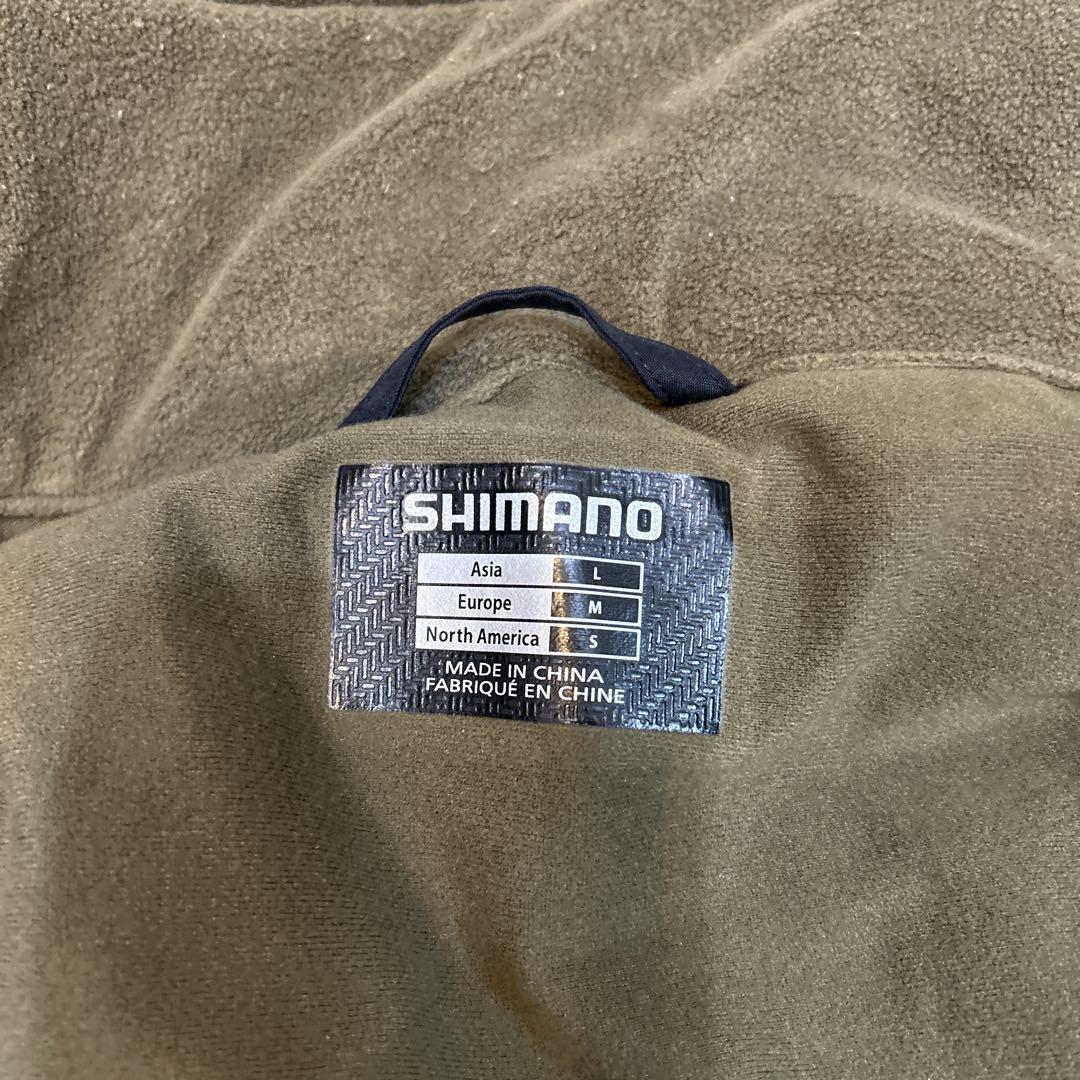 SHIMANO
Asia L
Europe M
North America S
MADE IN CHINA
FABRIQUÉ EN CHINE